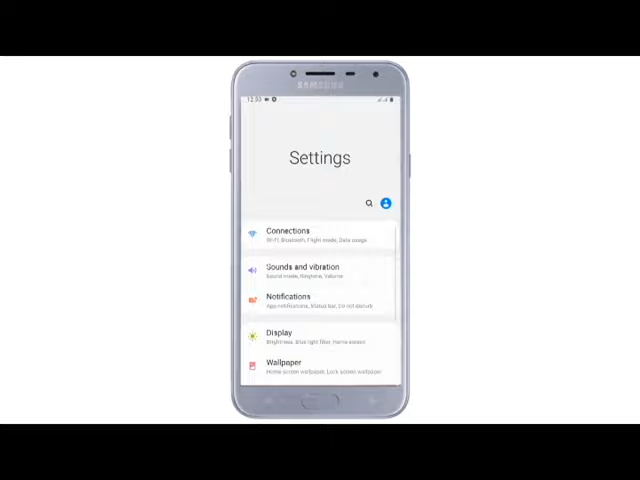 SAMSUNG
12:53
Settings
Connections
Wi-Fi, Bluetooth, Flight mode, Data usage
Sounds and vibration
Sound mode, Ringtone, Volume
Notifications
App notifications, Status bar, Do not disturb
Display
Brightness, Blue light filter, Home screen
Wallpaper
Home screen wallpaper, Lock screen wallpaper